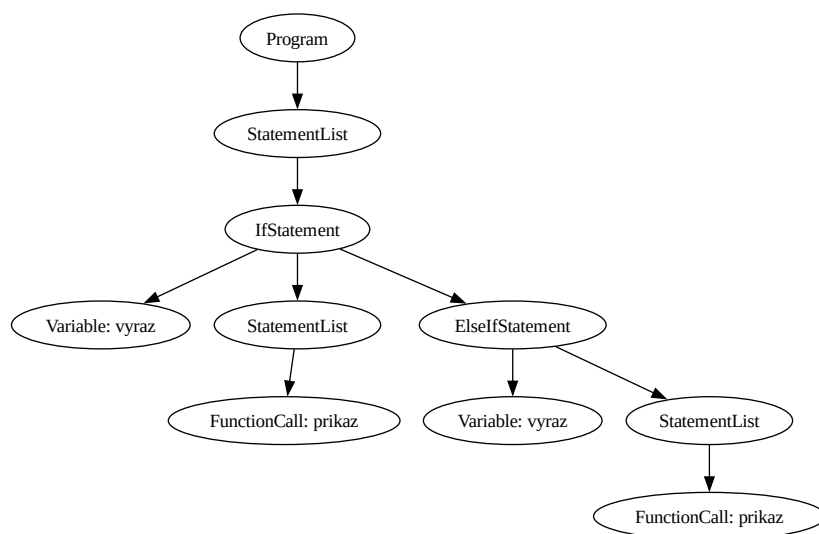 Program
StatementList
IfStatement
Variable: vyraz
StatementList
ElseIfStatement
FunctionCall: prikaz
Variable: vyraz
StatementList
FunctionCall: prikaz